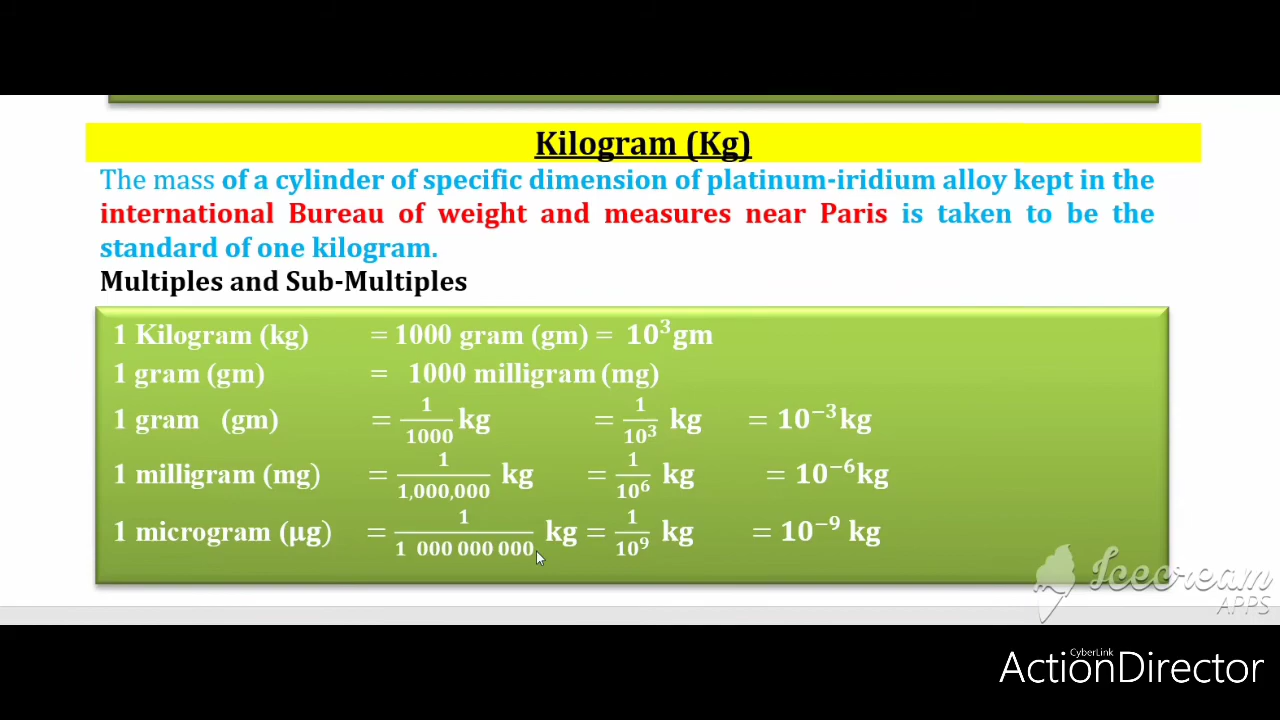 Kilogram (Kg)
The mass of a cylinder of specific dimension of platinum-iridium alloy kept in the
international Bureau of weight and measures near Paris is taken to be the
standard of one kilogram.
Multiples and Sub-Multiples
1 Kilogram (kg) = 1000 gram (gm) = 10³gm
1 gram (gm) = 1000 milligram (mg)
1 gram (gm) = 1/1000 kg = 1/10³ kg = 10⁻³kg
1 milligram (mg) = 1/1,000,000 kg = 1/10⁶ kg = 10⁻⁶kg
1 microgram (µg) = 1/1 000 000 000 kg = 1/10⁹ kg = 10⁻⁹ kg
Icecream
APPS
CyberLink
ActionDirector